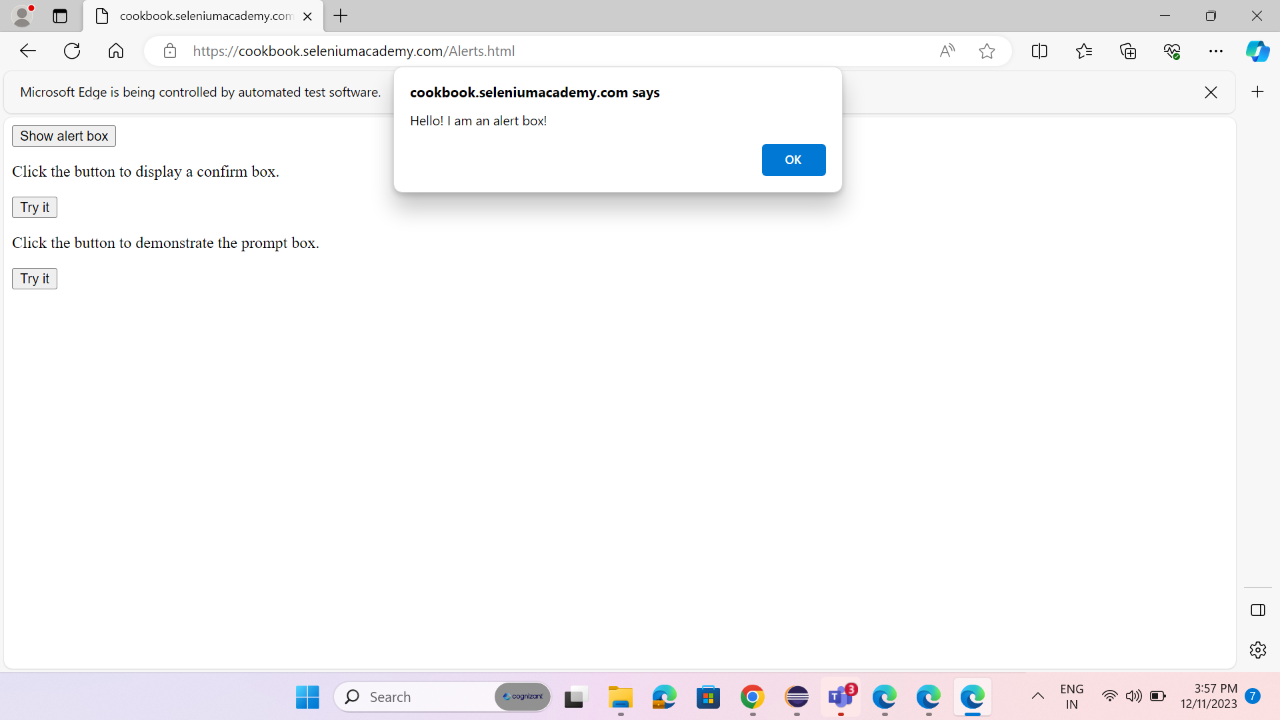 cookbook.seleniumacademy.com
https://cookbook.seleniumacademy.com/Alerts.html
Microsoft Edge is being controlled by automated test software.
cookbook.seleniumacademy.com says
Hello! I am an alert box!
OK
Show alert box
Click the button to display a confirm box.
Try it
Click the button to demonstrate the prompt box.
Try it
Search
cognizant
3
ENG
IN
3:57 PM
12/11/2023
7